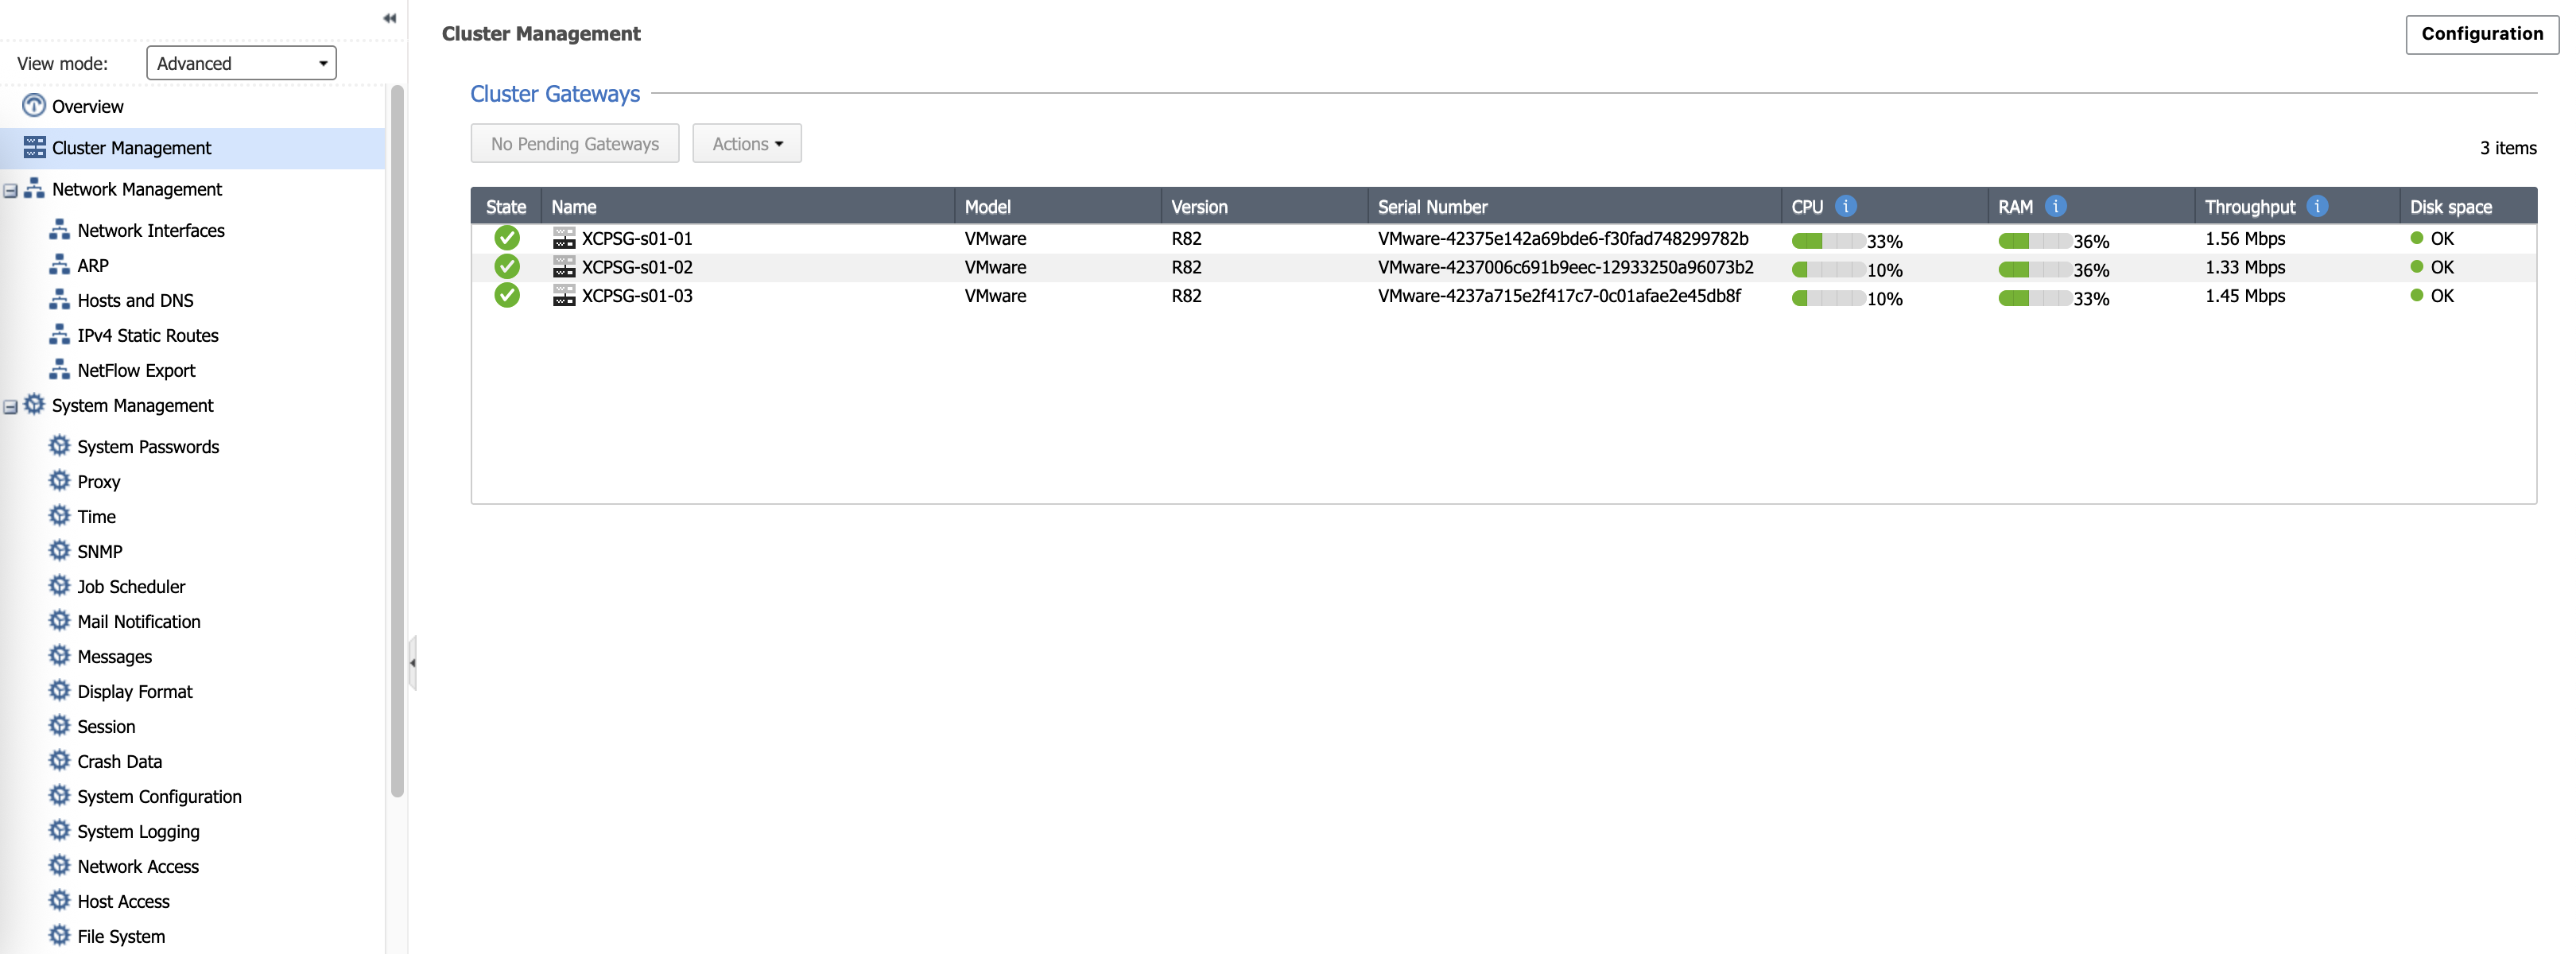 View mode: Advanced
Overview
Cluster Management
Network Management
Network Interfaces
ARP
Hosts and DNS
IPv4 Static Routes
NetFlow Export
System Management
System Passwords
Proxy
Time
SNMP
Job Scheduler
Mail Notification
Messages
Display Format
Session
Crash Data
System Configuration
System Logging
Network Access
Host Access
File System
Cluster Management
Configuration
Cluster Gateways
No Pending Gateways Actions
3 items
State Name Model Version Serial Number CPU i RAM i Throughput i Disk space
XCPSG-s01-01 VMware R82 VMware-42375e142a69bde6-f30fad748299782b 33% 36% 1.56 Mbps OK
XCPSG-s01-02 VMware R82 VMware-4237006c691b9eec-12933250a96073b2 10% 36% 1.33 Mbps OK
XCPSG-s01-03 VMware R82 VMware-4237a715e2f417c7-0c01afae2e45db8f 10% 33% 1.45 Mbps OK